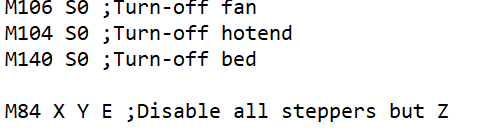 M106 S0 ;Turn-off fan
M104 S0 ;Turn-off hotend
M140 S0 ;Turn-off bed
M84 X Y E ;Disable all steppers but Z